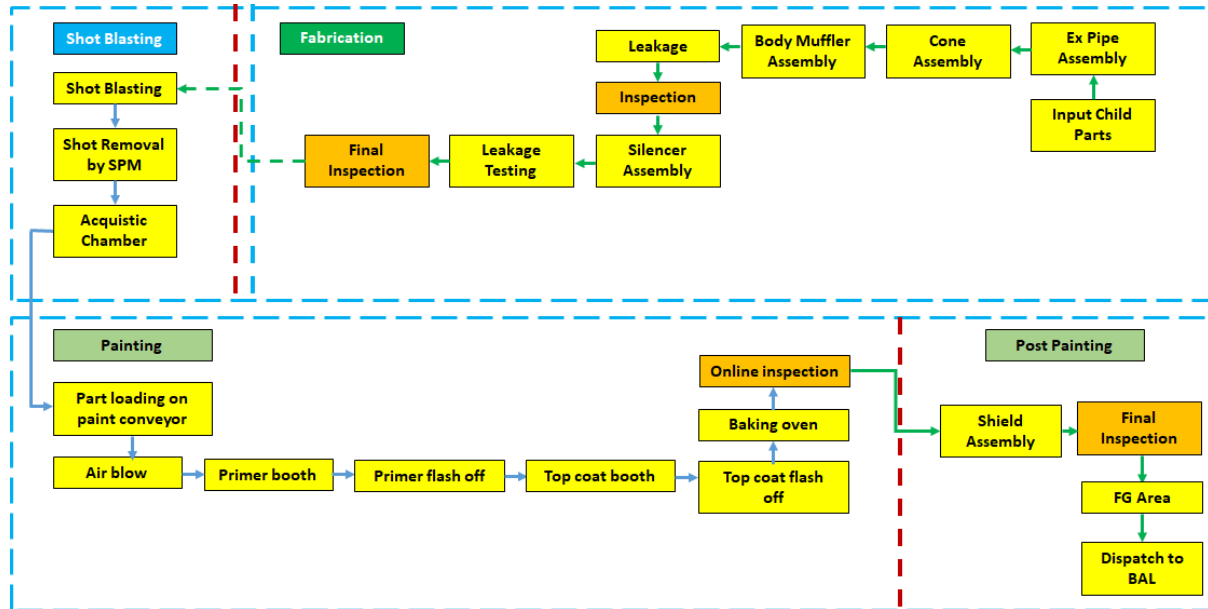 Shot Blasting
Shot Blasting
Shot Removal
by SPM
Acquistic
Chamber
Fabrication
Leakage
Body Muffler
Assembly
Cone
Assembly
Ex Pipe
Assembly
Inspection
Input Child
Parts
Final
Inspection
Leakage
Testing
Silencer
Assembly
Painting
Part loading on
paint conveyor
Air blow
Primer booth
Primer flash off
Top coat booth
Top coat flash
off
Baking oven
Online inspection
Post Painting
Shield
Assembly
Final
Inspection
FG Area
Dispatch to
BAL